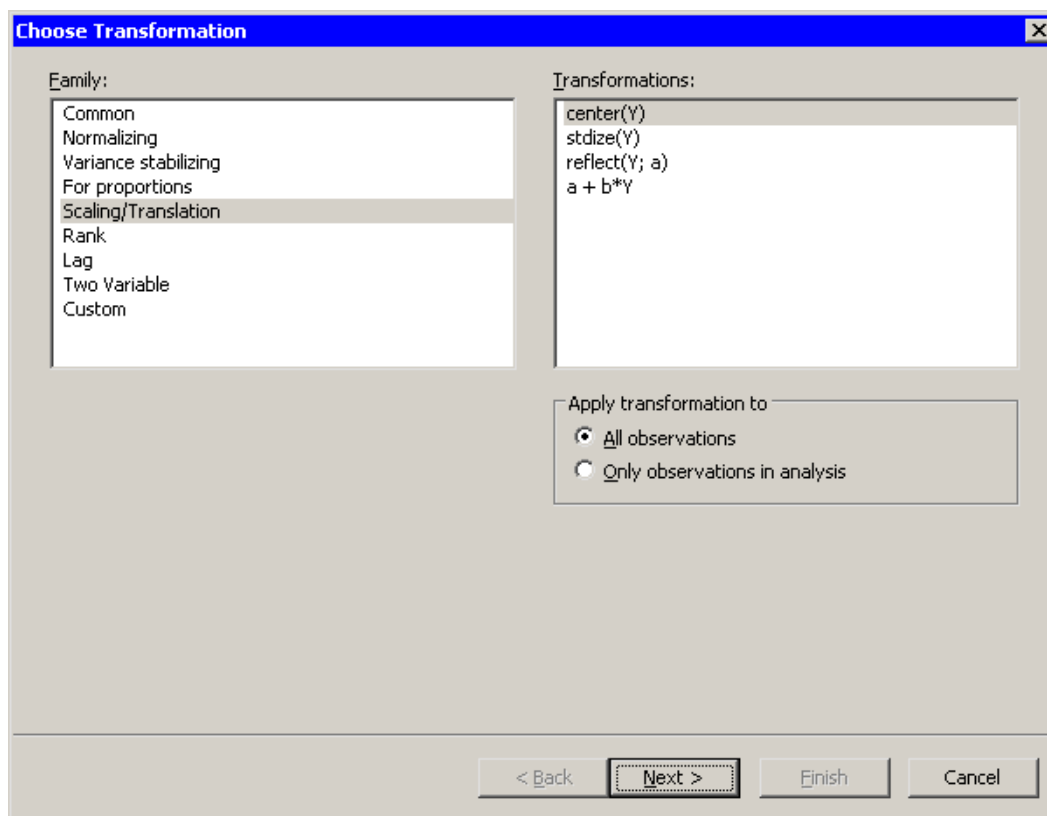 Choose Transformation
Family:
Common
Normalizing
Variance stabilizing
For proportions
Scaling/Translation
Rank
Lag
Two Variable
Custom
Transformations:
center(Y)
stdize(Y)
reflect(Y; a)
a + b*Y
Apply transformation to
All observations
Only observations in analysis
< Back
Next >
Finish
Cancel